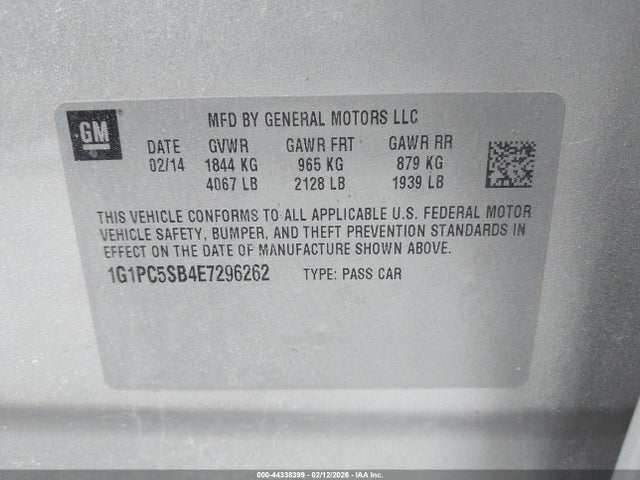 GM
MFD BY GENERAL MOTORS LLC
DATE GVWR GAWR FRT GAWR RR
02/14 1844 KG 965 KG 879 KG
4067 LB 2128 LB 1939 LB
THIS VEHICLE CONFORMS TO ALL APPLICABLE U.S. FEDERAL MOTOR
VEHICLE SAFETY, BUMPER, AND THEFT PREVENTION STANDARDS IN
EFFECT ON THE DATE OF MANUFACTURE SHOWN ABOVE.
1G1PC5SB4E7296262 TYPE: PASS CAR
000-44338399 - 02/12/2026 - IAA Corp.